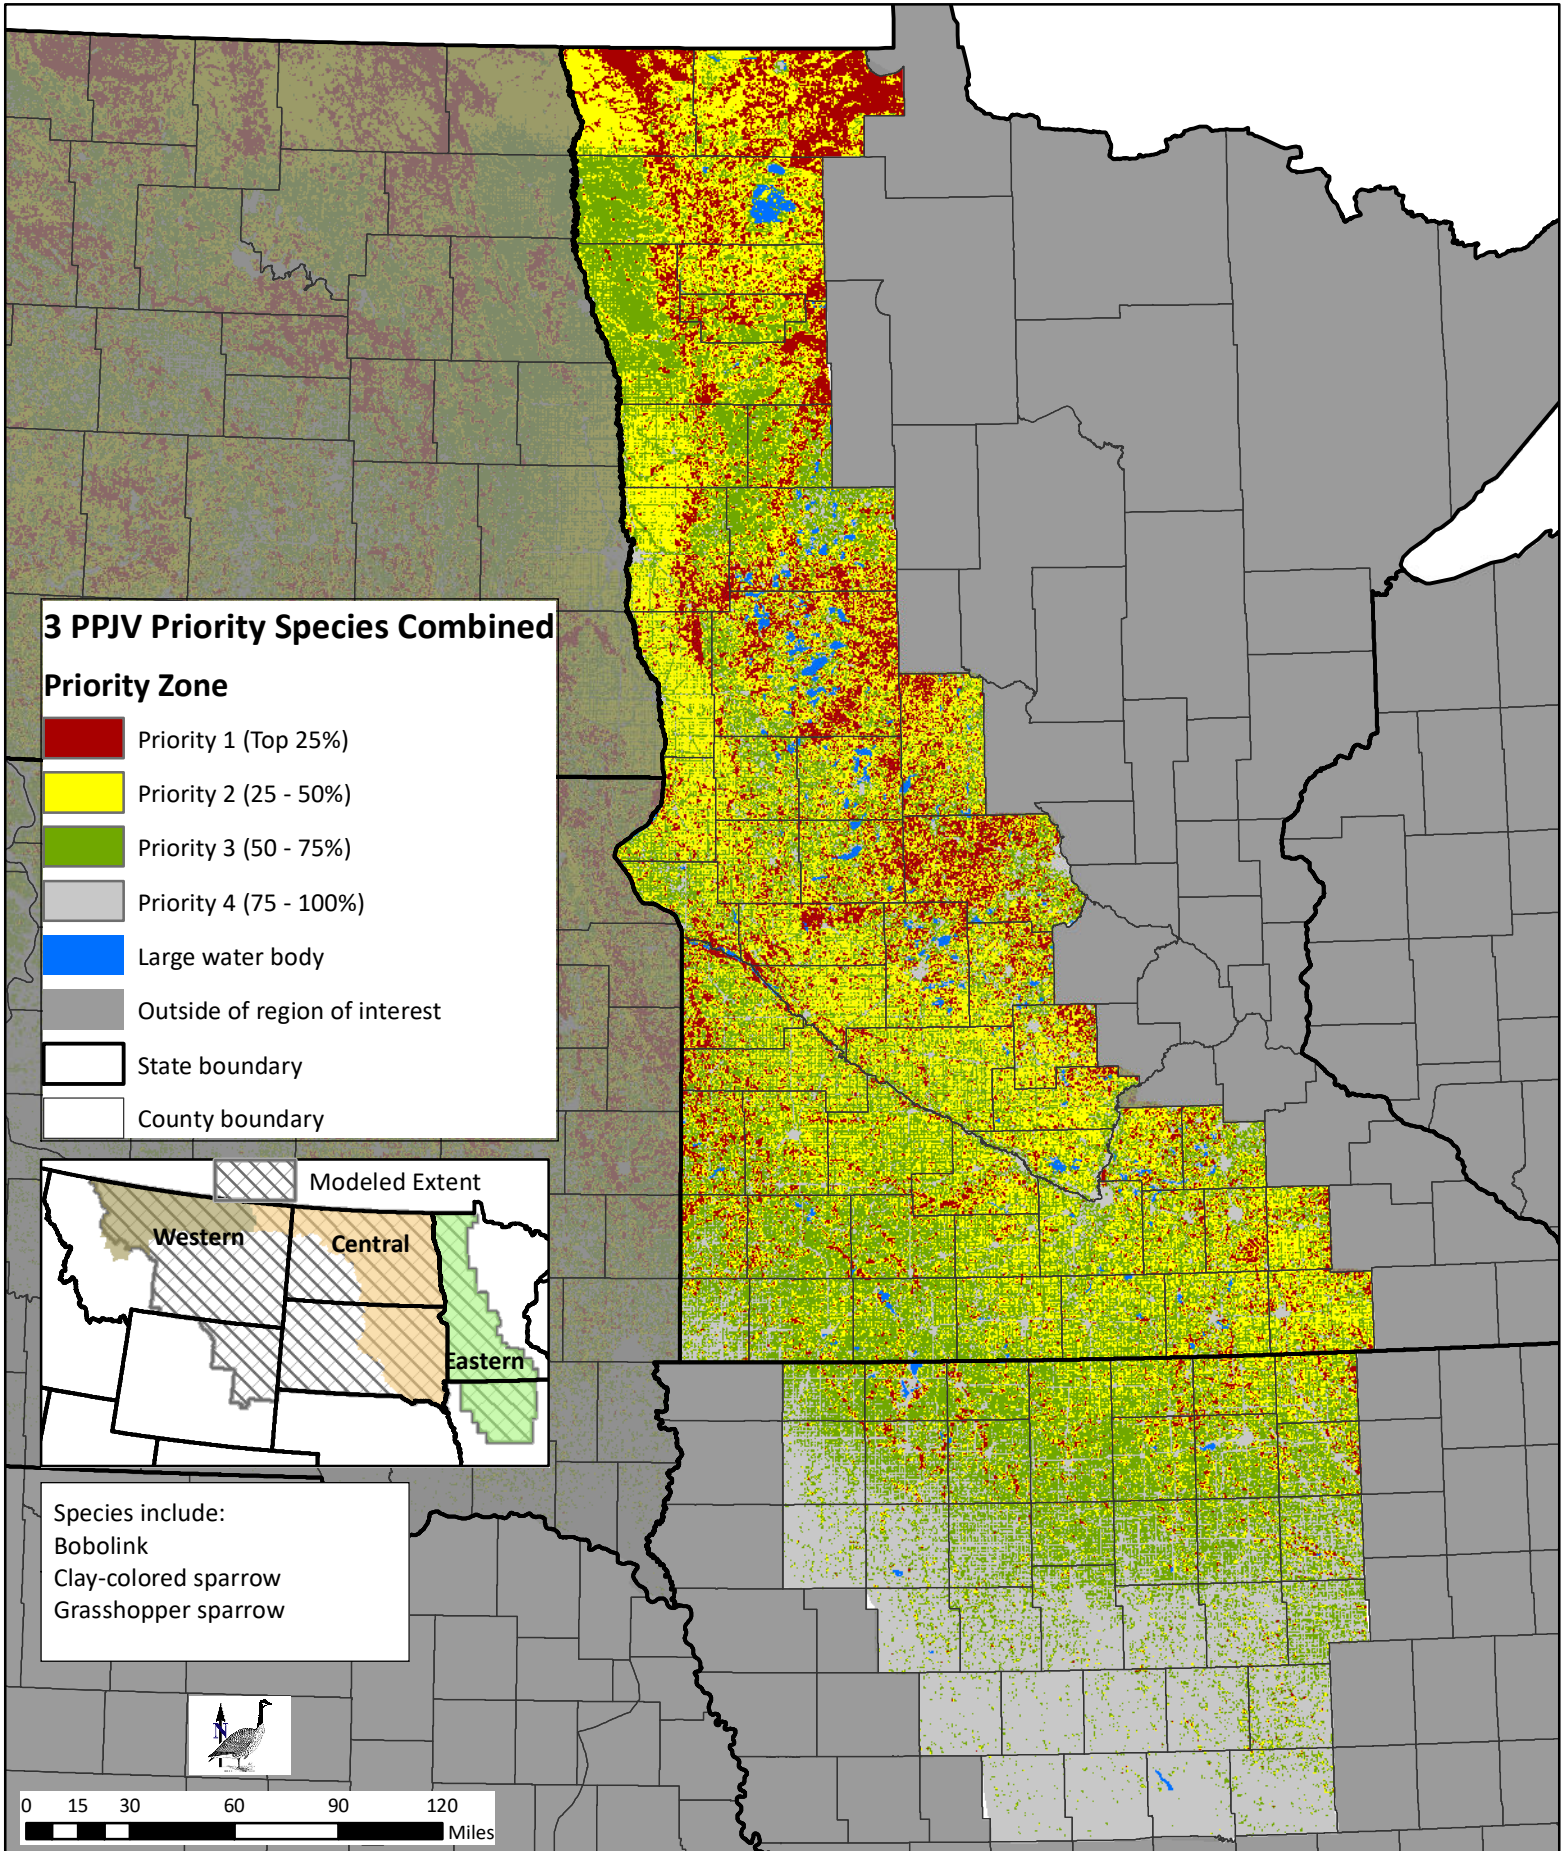 3 PPJV Priority Species Combined
Priority Zone
Priority 1 (Top 25%)
Priority 2 (25 - 50%)
Priority 3 (50 - 75%)
Priority 4 (75 - 100%)
Large water body
Outside of region of interest
State boundary
County boundary
Modeled Extent
Western
Central
Eastern
Species include:
Bobolink
Clay-colored sparrow
Grasshopper sparrow
N
0 15 30 60 90 120
Miles